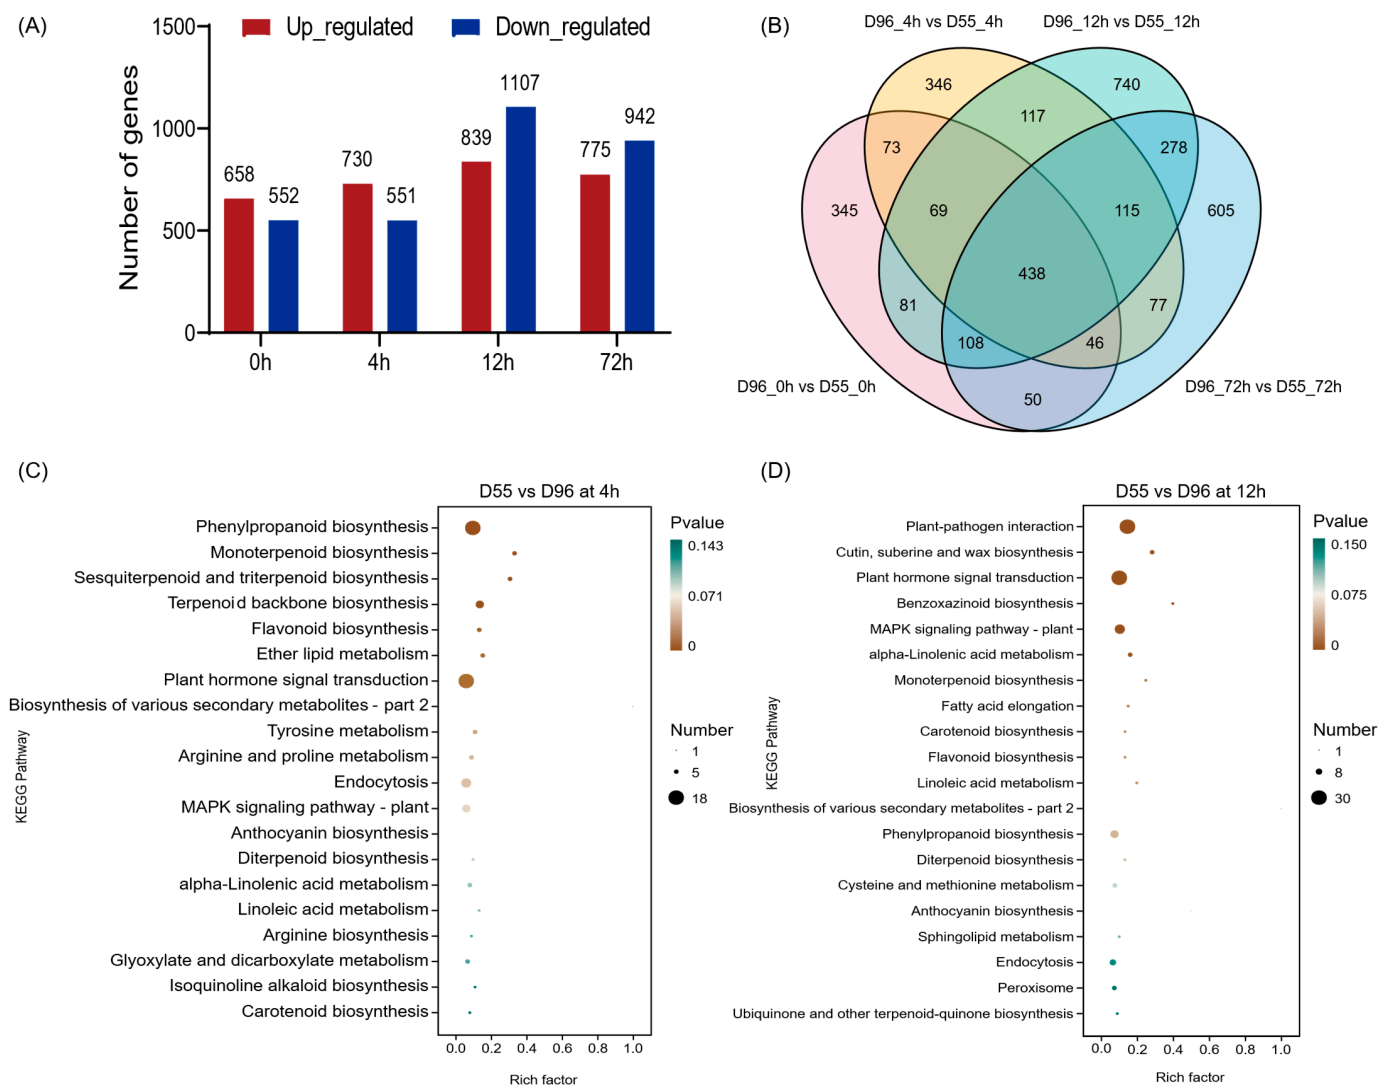 (A)
Up_regulated
Down_regulated
Number of genes
1500
1000
500
0
658
552
730
551
839
1107
775
942
0h
4h
12h
72h
(B)
D96_4h vs D55_4h
D96_12h vs D55_12h
346
740
117
73
278
345
69
115
605
438
81
77
108
46
50
D96_0h vs D55_0h
D96_72h vs D55_72h
(C)
D55 vs D96 at 4h
KEGG Pathway
Phenylpropanoid biosynthesis
Monoterpenoid biosynthesis
Sesquiterpenoid and triterpenoid biosynthesis
Terpenoid backbone biosynthesis
Flavonoid biosynthesis
Ether lipid metabolism
Plant hormone signal transduction
Biosynthesis of various secondary metabolites - part 2
Tyrosine metabolism
Arginine and proline metabolism
Endocytosis
MAPK signaling pathway - plant
Anthocyanin biosynthesis
Diterpenoid biosynthesis
alpha-Linolenic acid metabolism
Linoleic acid metabolism
Arginine biosynthesis
Glyoxylate and dicarboxylate metabolism
Isoquinoline alkaloid biosynthesis
Carotenoid biosynthesis
0.0 0.2 0.4 0.6 0.8 1.0
Rich factor
Pvalue
0.143
0.071
0
Number
1
5
18
(D)
D55 vs D96 at 12h
KEGG Pathway
Plant-pathogen interaction
Cutin, suberine and wax biosynthesis
Plant hormone signal transduction
Benzoxazinoid biosynthesis
MAPK signaling pathway - plant
alpha-Linolenic acid metabolism
Monoterpenoid biosynthesis
Fatty acid elongation
Carotenoid biosynthesis
Flavonoid biosynthesis
Linoleic acid metabolism
Biosynthesis of various secondary metabolites - part 2
Phenylpropanoid biosynthesis
Diterpenoid biosynthesis
Cysteine and methionine metabolism
Anthocyanin biosynthesis
Sphingolipid metabolism
Endocytosis
Peroxisome
Ubiquinone and other terpenoid-quinone biosynthesis
0.0 0.2 0.4 0.6 0.8 1.0
Rich factor
Pvalue
0.150
0.075
0
Number
1
8
30